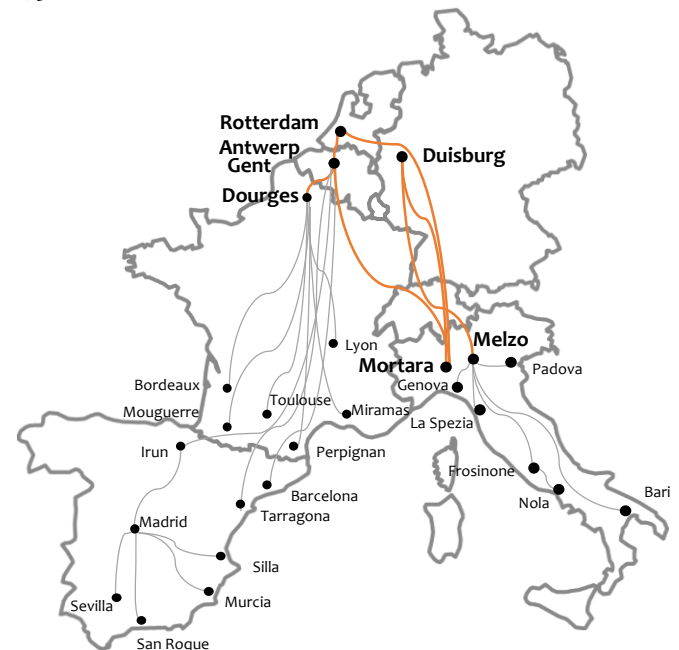 Rotterdam
Antwerp
Gent
Duisburg
Dourges
Lyon
Melzo
Mortara
Padova
Bordeaux
Genova
Toulouse
Mouguerre
Miramas
La Spezia
Irun
Perpignan
Frosinone
Barcelona
Nola
Bari
Tarragona
Madrid
Silla
Sevilla
Murcia
San Roque